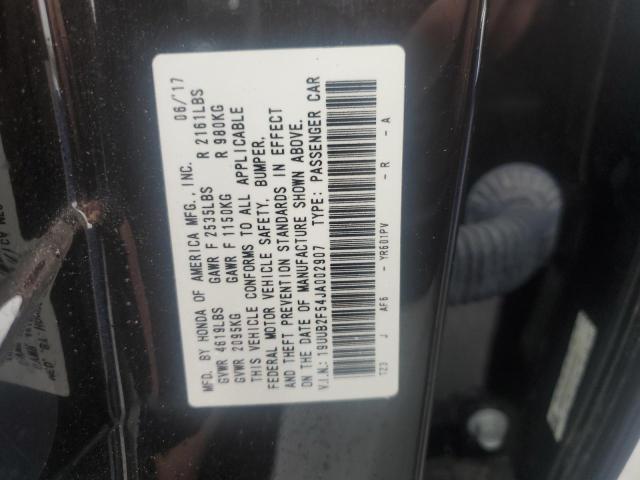 MFD. BY HONDA OF AMERICA MFG., INC. 06/'17
GVWR 4619LBS GAWR F 2535LBS R 2161LBS
GVWR 2095KG GAWR F 1150KG R 980KG
THIS VEHICLE CONFORMS TO ALL APPLICABLE
FEDERAL MOTOR VEHICLE SAFETY, BUMPER,
AND THEFT PREVENTION STANDARDS IN EFFECT
ON THE DATE OF MANUFACTURE SHOWN ABOVE.
V.I.N.: 19UUB2F54JA002907 TYPE: PASSENGER CAR
TZ3 J AF6 - YR601PV - R - A